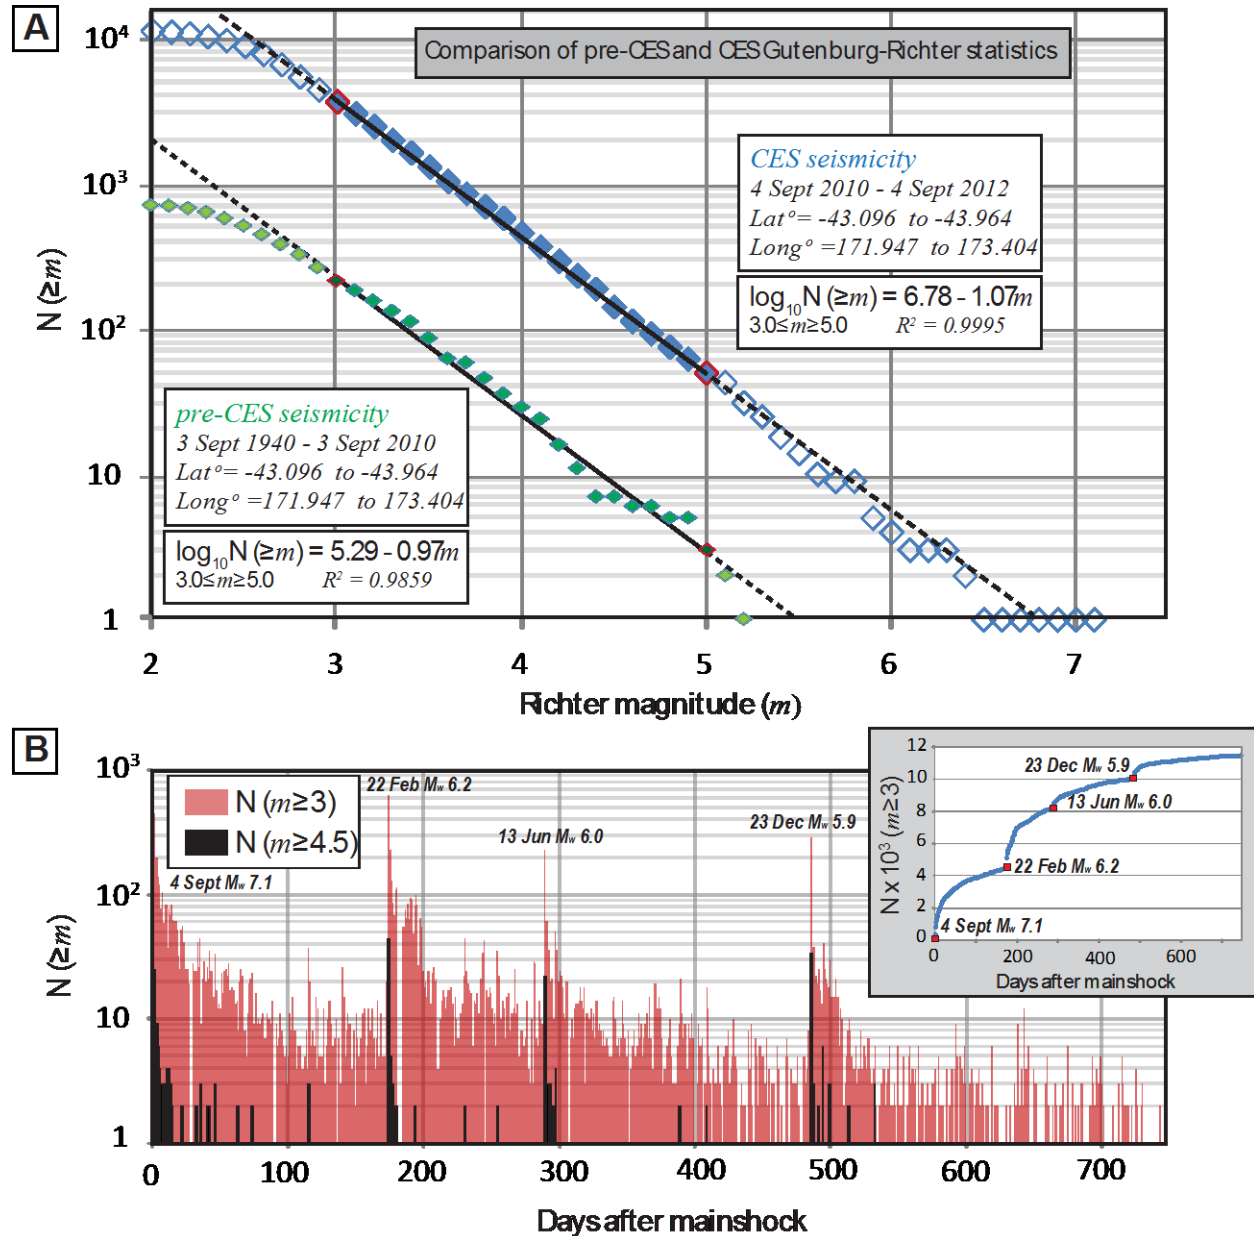 A
Comparison of pre-CES and CES Gutenburg-Richter statistics
10⁴
10³
10²
10
1
N (≥m)
CES seismicity
4 Sept 2010 - 4 Sept 2012
Latº= -43.096 to -43.964
Longº =171.947 to 173.404
log₁₀N (≥m) = 6.78 - 1.07m
3.0≤m≥5.0 R² = 0.9995
pre-CES seismicity
3 Sept 1940 - 3 Sept 2010
Latº= -43.096 to -43.964
Longº =171.947 to 173.404
log₁₀N (≥m) = 5.29 - 0.97m
3.0≤m≥5.0 R² = 0.9859
2 3 4 5 6 7
Richter magnitude (m)
B
10³
10²
10
1
N (≥m)
N (m≥3)
N (m≥4.5)
4 Sept Mw 7.1
22 Feb Mw 6.2
13 Jun Mw 6.0
23 Dec Mw 5.9
0 100 200 300 400 500 600 700
Days after mainshock
12
10
8
6
4
2
0
N x 10³ (m≥3)
23 Dec Mw 5.9
13 Jun Mw 6.0
22 Feb Mw 6.2
4 Sept Mw 7.1
0 200 400 600
Days after mainshock